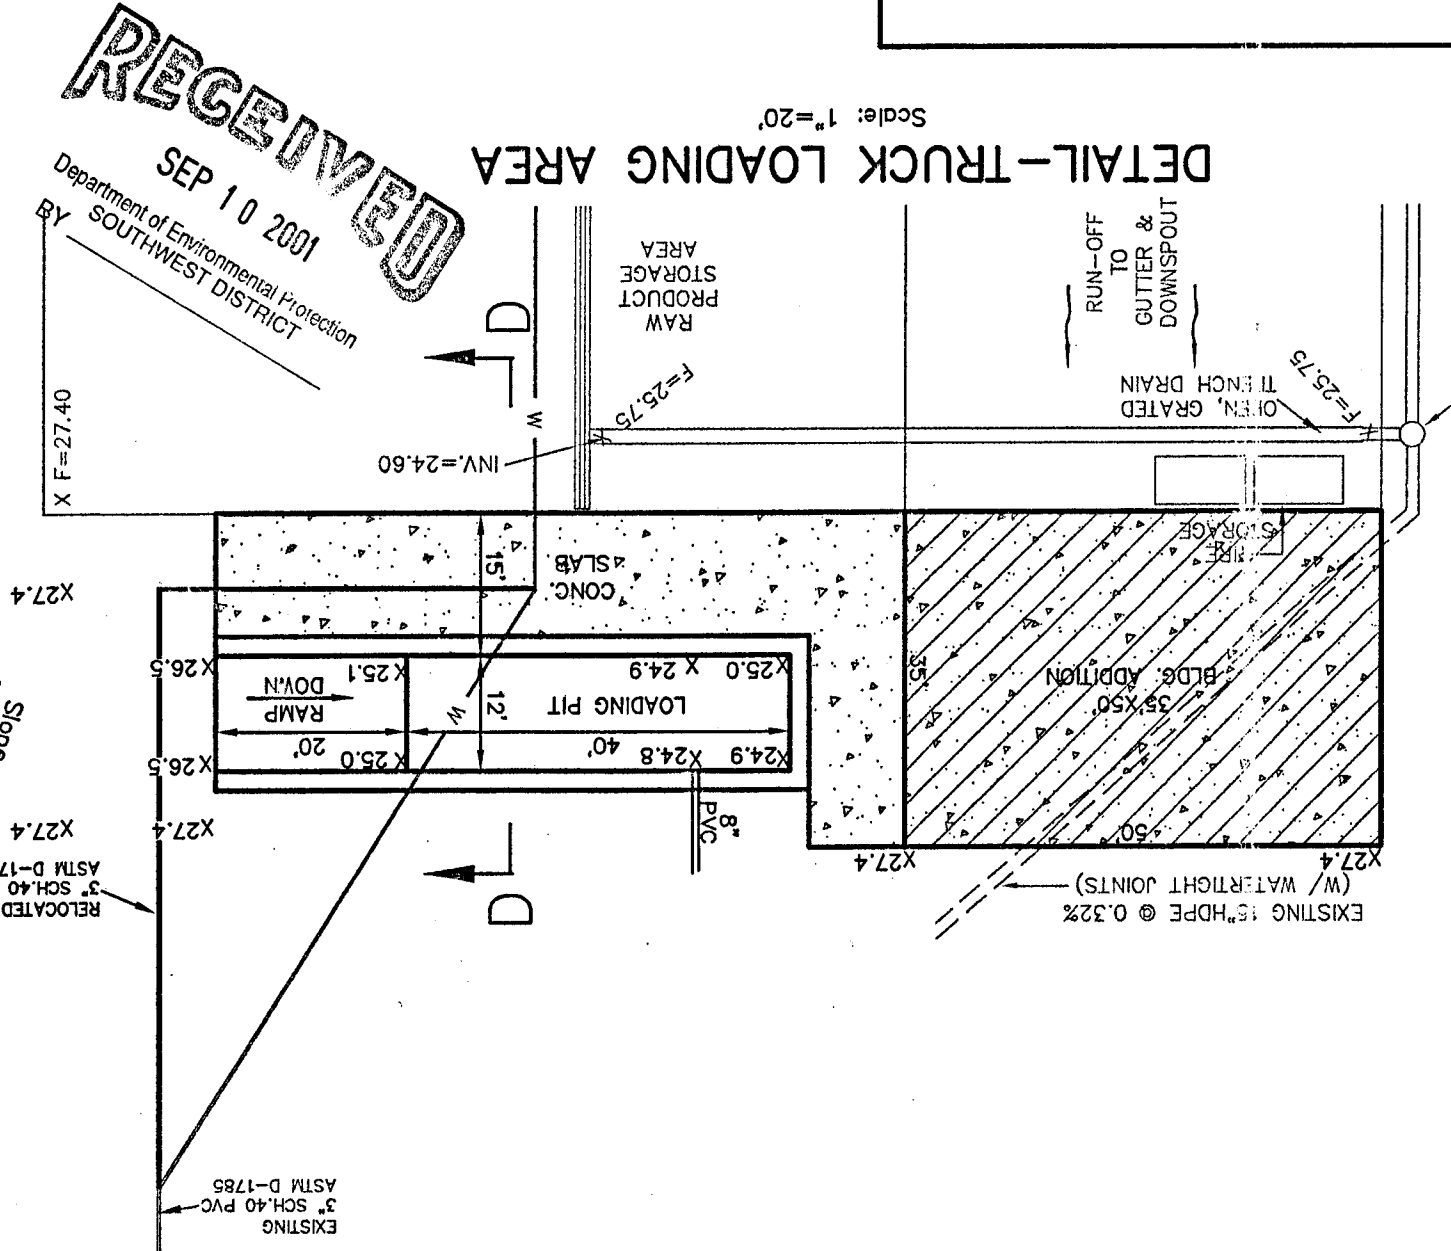 RECEIVED
SEP 10 2001
Department of Environmental Protection
SOUTHWEST DISTRICT
BY
DETAIL-TRUCK LOADING AREA
Scale: 1"=20'
EXISTING
3" SCH.40 PVC
ASTM D-1785
EXISTING 15"HDPE @ 0.32%
(W/ WATERTIGHT JOINTS)
RELOCATED
3" SCH.40
ASTM D-17
D
D
X27.4
X27.4
X27.4
X27.4
8"
PVC
50'
35'X50'
BLDG. ADDITION
35'
X24.9
X24.8
40'
X25.0
20'
X26.5
LOADING PIT
12'
W
RAMP
DOWN
X25.0
X 24.9
X25.1
X26.5
Slope
X27.4
CONC.
SLAB
15'
TIRE
STORAGE
X F=27.40
INV.=24.60
W
OPEN, GRATED
TRENCH DRAIN
F=25.75
F=25.75
RAW
PRODUCT
STORAGE
AREA
RUN-OFF
TO
GUTTER &
DOWNSPOUT